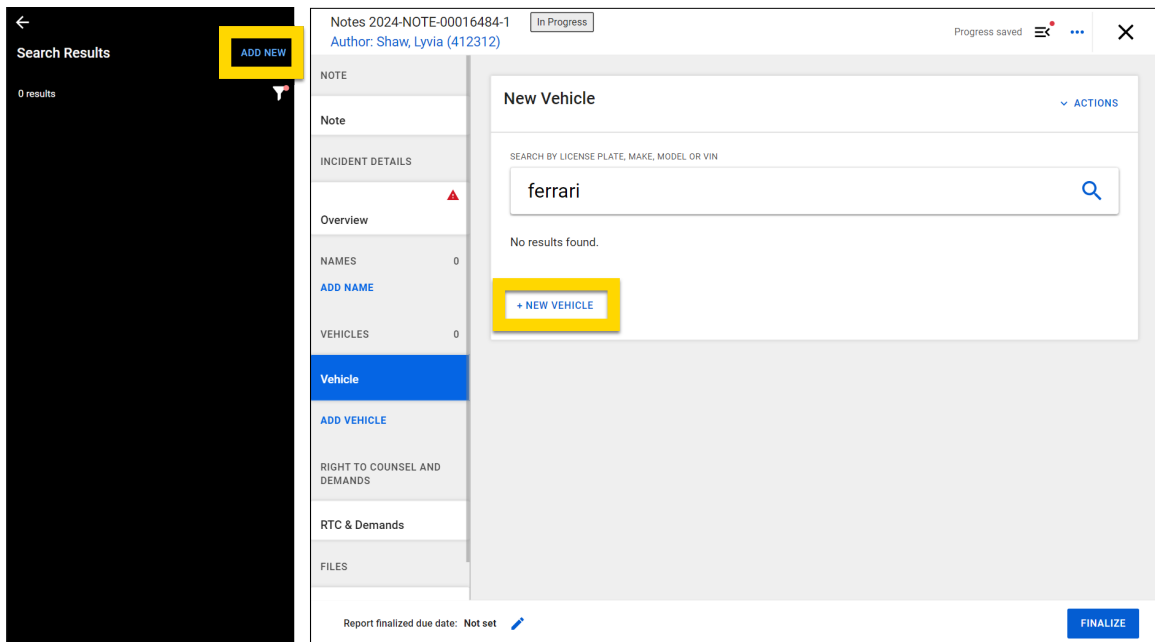 Search Results
ADD NEW
0 results
Notes 2024-NOTE-00016484-1
In Progress
Author: Shaw, Lyvia (412312)
Progress saved
NOTE
Note
INCIDENT DETAILS
Overview
NAMES 0
ADD NAME
VEHICLES 0
Vehicle
ADD VEHICLE
RIGHT TO COUNSEL AND
DEMANDS
RTC & Demands
FILES
New Vehicle
ACTIONS
SEARCH BY LICENSE PLATE, MAKE, MODEL OR VIN
ferrari
No results found.
+ NEW VEHICLE
Report finalized due date: Not set
FINALIZE